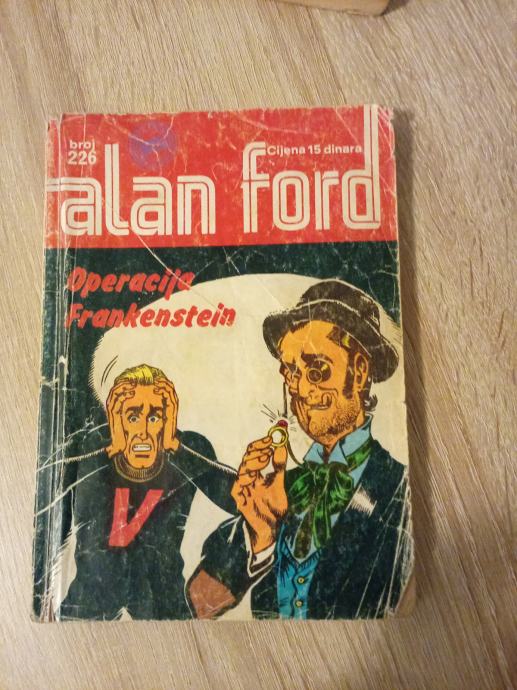 broj
226
Cijena 15 dinara
alan ford
Operacija
Frankenstein
V